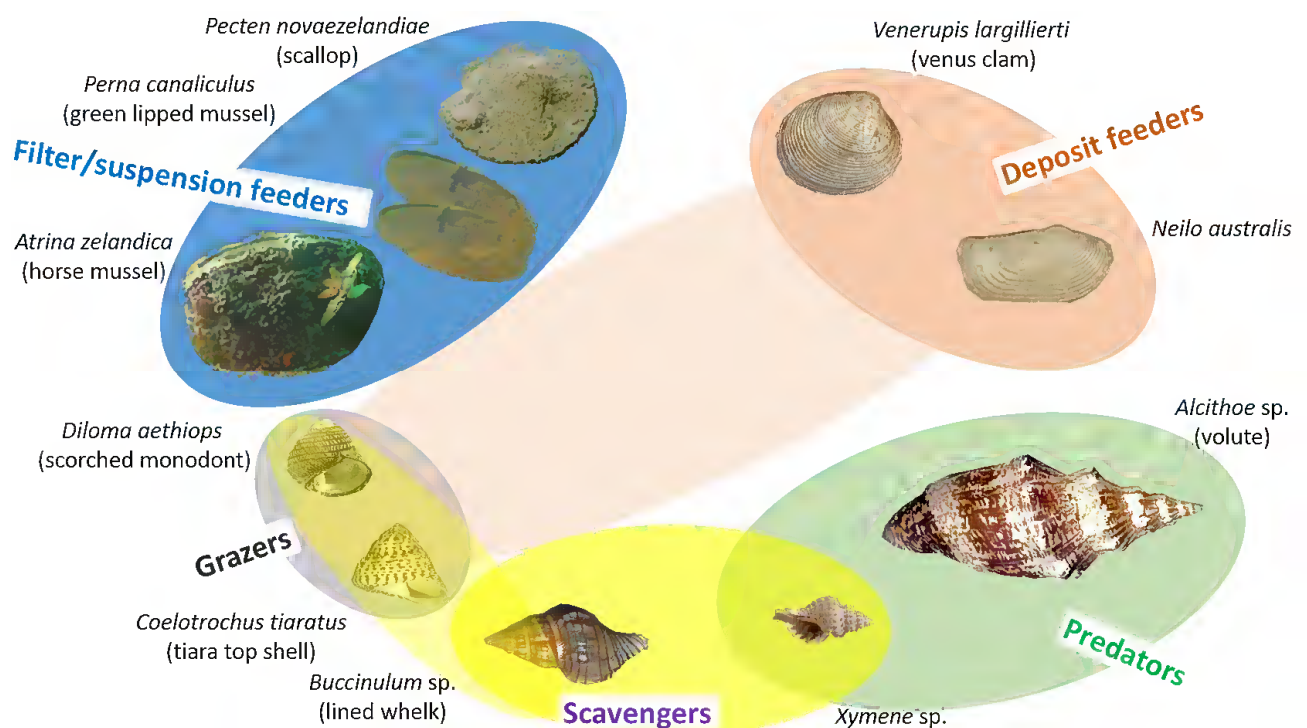 Pecten novaezelandiae
(scallop)
Perna canaliculus
(green lipped mussel)
Filter/suspension feeders
Atrina zelandica
(horse mussel)
Venerupis largillierti
(venus clam)
Deposit feeders
Neilo australis
Diloma aethiops
(scorched monodont)
Grazers
Coelotrochus tiaratus
(tiara top shell)
Buccinulum sp.
(lined whelk)
Scavengers
Alcithoe sp.
(volute)
Predators
Xymene sp.